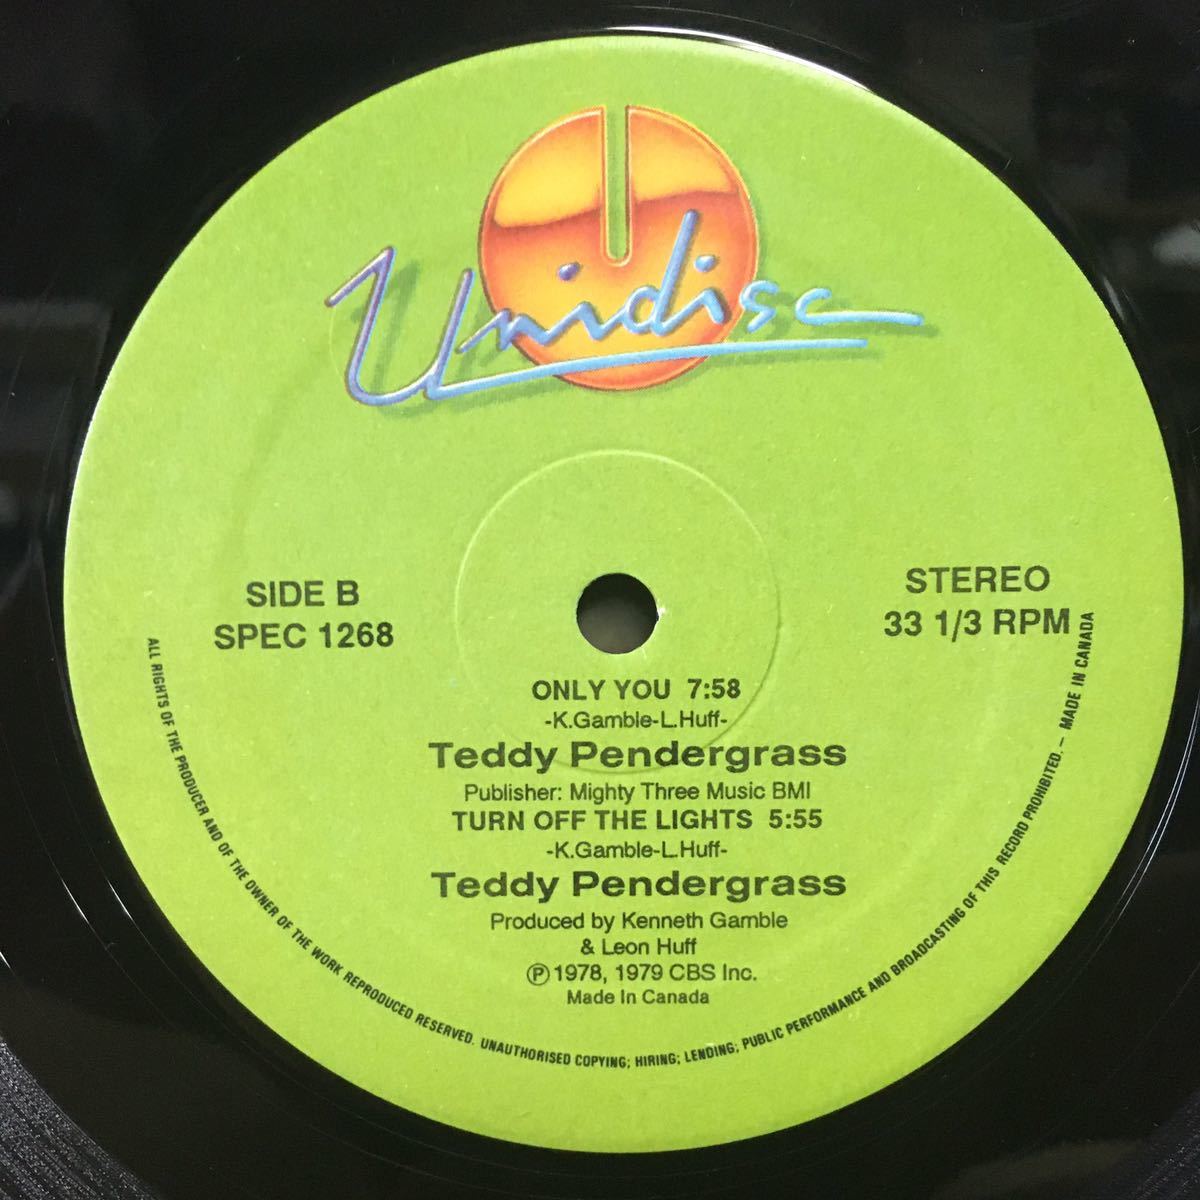 Unidisc
SIDE B
SPEC 1268
STEREO
33 1/3 RPM
ONLY YOU 7:58
-K.Gamble-L.Huff-
Teddy Pendergrass
Publisher: Mighty Three Music BMI
TURN OFF THE LIGHTS 5:55
-K.Gamble-L.Huff-
Teddy Pendergrass
Produced by Kenneth Gamble
& Leon Huff
℗ 1978, 1979 CBS Inc.
Made In Canada
ALL RIGHTS OF THE PRODUCER AND OF THE OWNER OF THE WORK REPRODUCED RESERVED. UNAUTHORISED COPYING; HIRING; LENDING; PUBLIC PERFORMANCE AND BROADCASTING OF THIS RECORD PROHIBITED. – MADE IN CANADA